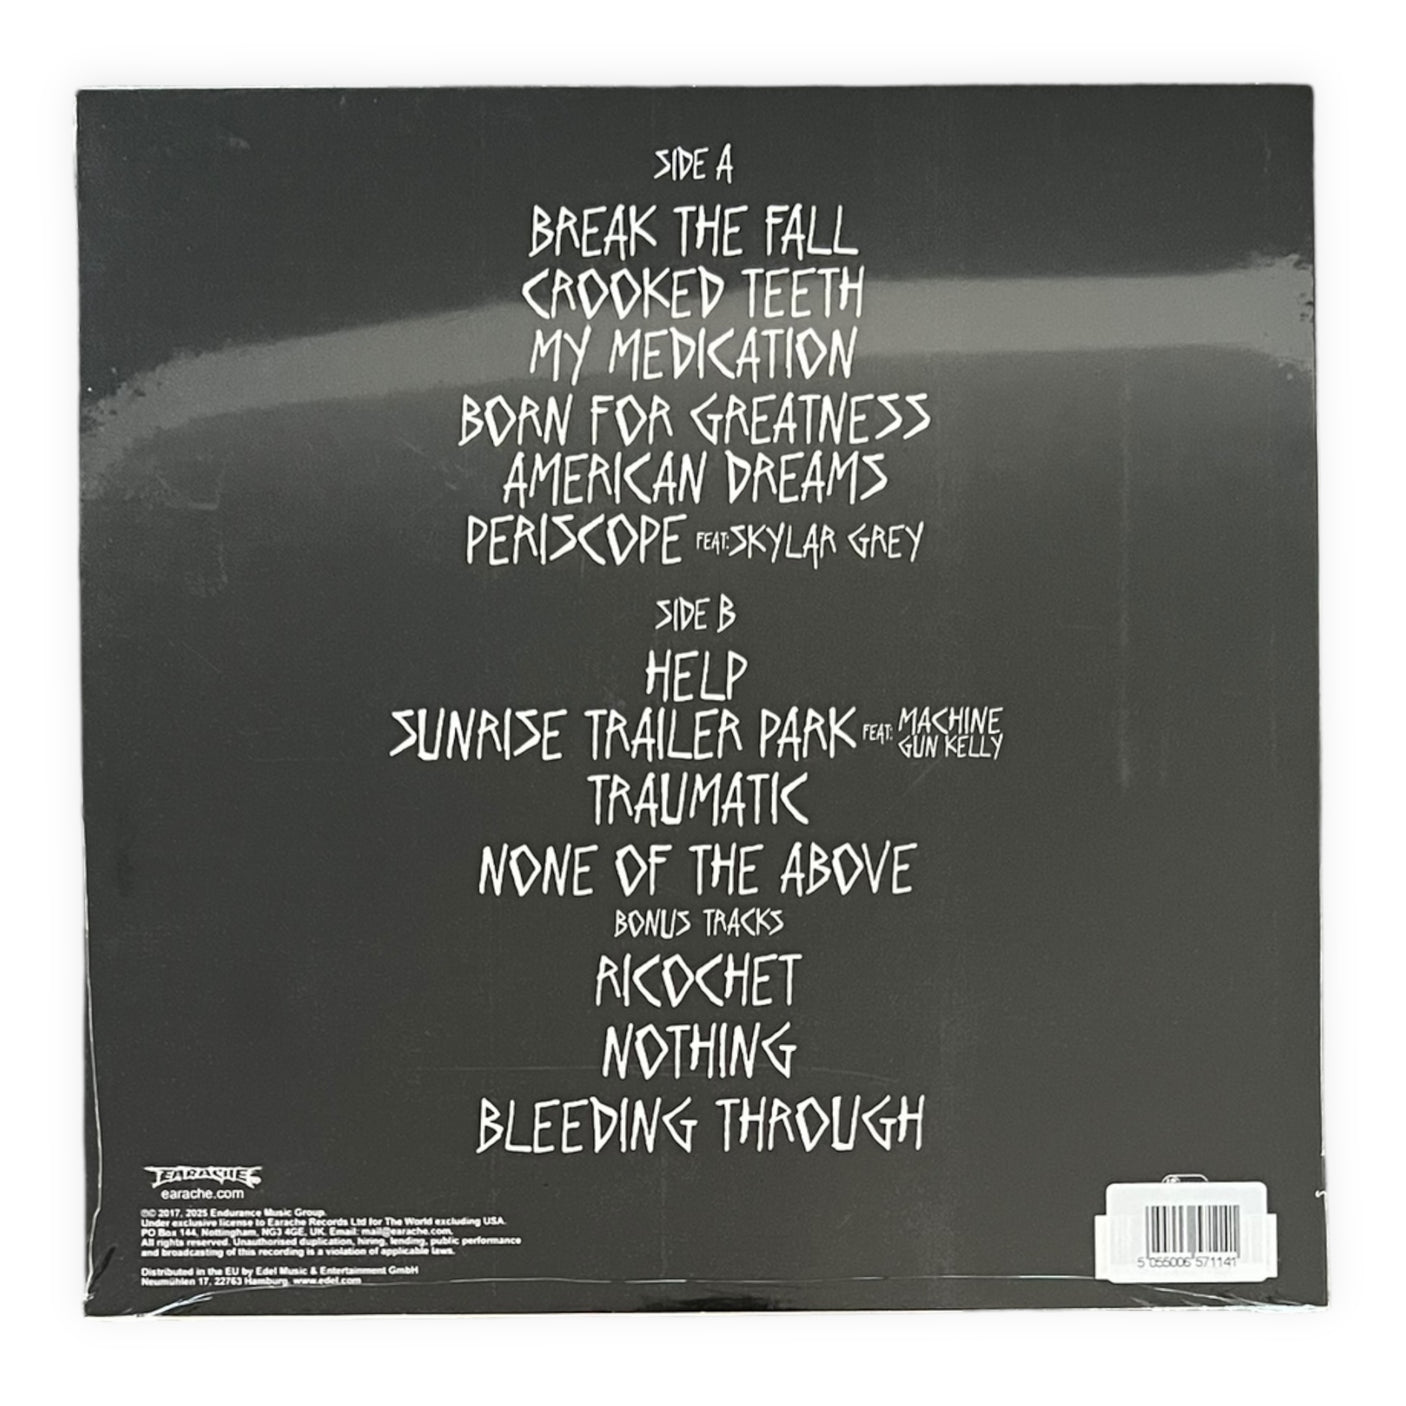 SIDE A
BREAK THE FALL
CROOKED TEETH
MY MEDICATION
BORN FOR GREATNESS
AMERICAN DREAMS
PERISCOPE FEAT: SKYLAR GREY
SIDE B
HELP
SUNRISE TRAILER PARK FEAT: MACHINE GUN KELLY
TRAUMATIC
NONE OF THE ABOVE
BONUS TRACKS
RICOCHET
NOTHING
BLEEDING THROUGH
EARACHE
earache.com
℗© 2017, 2025 Endurance Music Group.
Under exclusive license to Earache Records Ltd for The World excluding USA.
PO Box 144, Nottingham, NG3 4GE, UK. Email: mail@earache.com.
All rights reserved. Unauthorised duplication, hiring, lending, public performance
and broadcasting of this recording is a violation of applicable laws.
Distributed in the EU by Edel Music & Entertainment GmbH
Neumühlen 17, 22763 Hamburg. www.edel.com
5 055006 571141